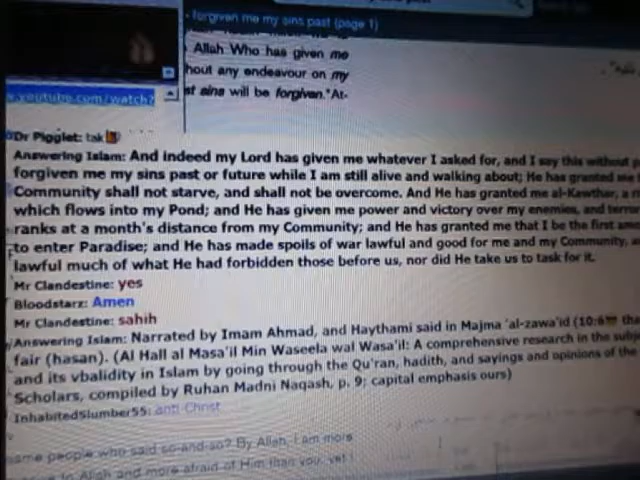 forgiven me my sins past (page 1)
Allah Who has given me
hout any endeavour on my
st sins will be forgiven."At-
v.youtube.com/watch?
Dr Pigglet: tak
Answering Islam: And indeed my Lord has given me whatever I asked for, and I say this without
forgiven me my sins past or future while I am still alive and walking about; He has granted me
Community shall not starve, and shall not be overcome. And He has granted me al-Kawthar, a
which flows into my Pond; and He has given me power and victory over my enemies, and
ranks at a month's distance from my Community; and He has granted me that I be the first
to enter Paradise; and He has made spoils of war lawful and good for me and my Community,
lawful much of what He had forbidden those before us, nor did He take us to task for it.
Mr Clandestine: yes
Bloodstarz: Amen
Mr Clandestine: sahih
Answering Islam: Narrated by Imam Ahmad, and Haythami said in Majma 'al-zawa'id (10:6
fair (hasan). (Al Hall al Masa'il Min Waseela wal Wasa'il: A comprehensive research in the
and its vbalidity in Islam by going through the Qu'ran, hadith, and sayings and opinions of the
Scholars, compiled by Ruhan Madni Naqash, p. 9; capital emphasis ours)
InhabitedSlumber55: anti-Christ
same people who said so-and-so? By Allah, I am more
to Allah and more afraid of Him than you, yet I